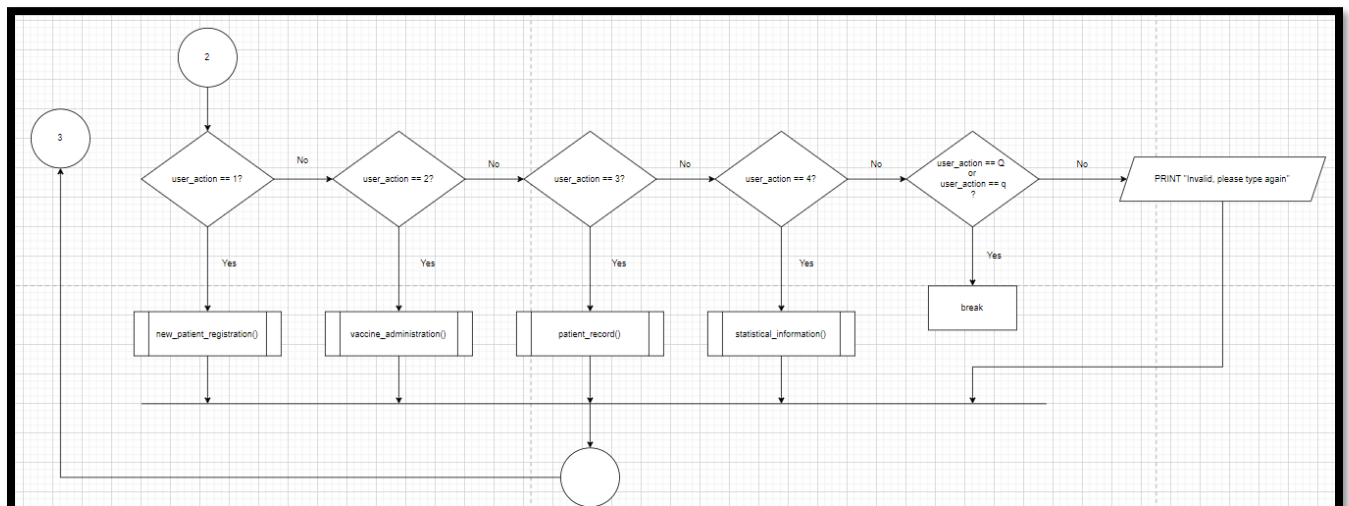 2
3
user_action == 1?
No
user_action == 2?
No
user_action == 3?
No
user_action == 4?
No
user_action == Q
or
user_action == q
?
No
PRINT "Invalid, please type again"
Yes
Yes
Yes
Yes
Yes
new_patient_registration()
vaccine_administration()
patient_record()
statistical_information()
break